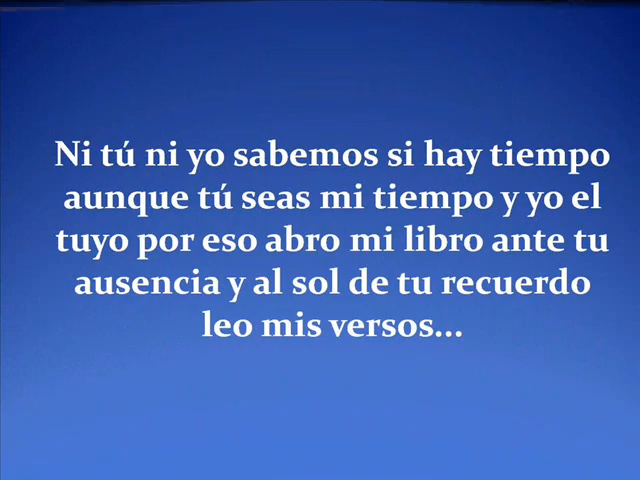 Ni tú ni yo sabemos si hay tiempo
aunque tú seas mi tiempo y yo el
tuyo por eso abro mi libro ante tu
ausencia y al sol de tu recuerdo
leo mis versos...